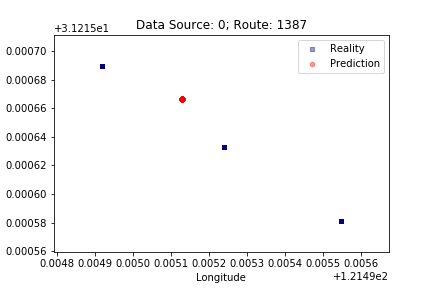 Data Source: 0; Route: 1387
+3.1215e1
Reality
Prediction
0.00070
0.00068
0.00066
0.00064
0.00062
0.00060
0.00058
0.00056
0.0048 0.0049 0.0050 0.0051 0.0052 0.0053 0.0054 0.0055 0.0056
Longitude
+1.2149e2